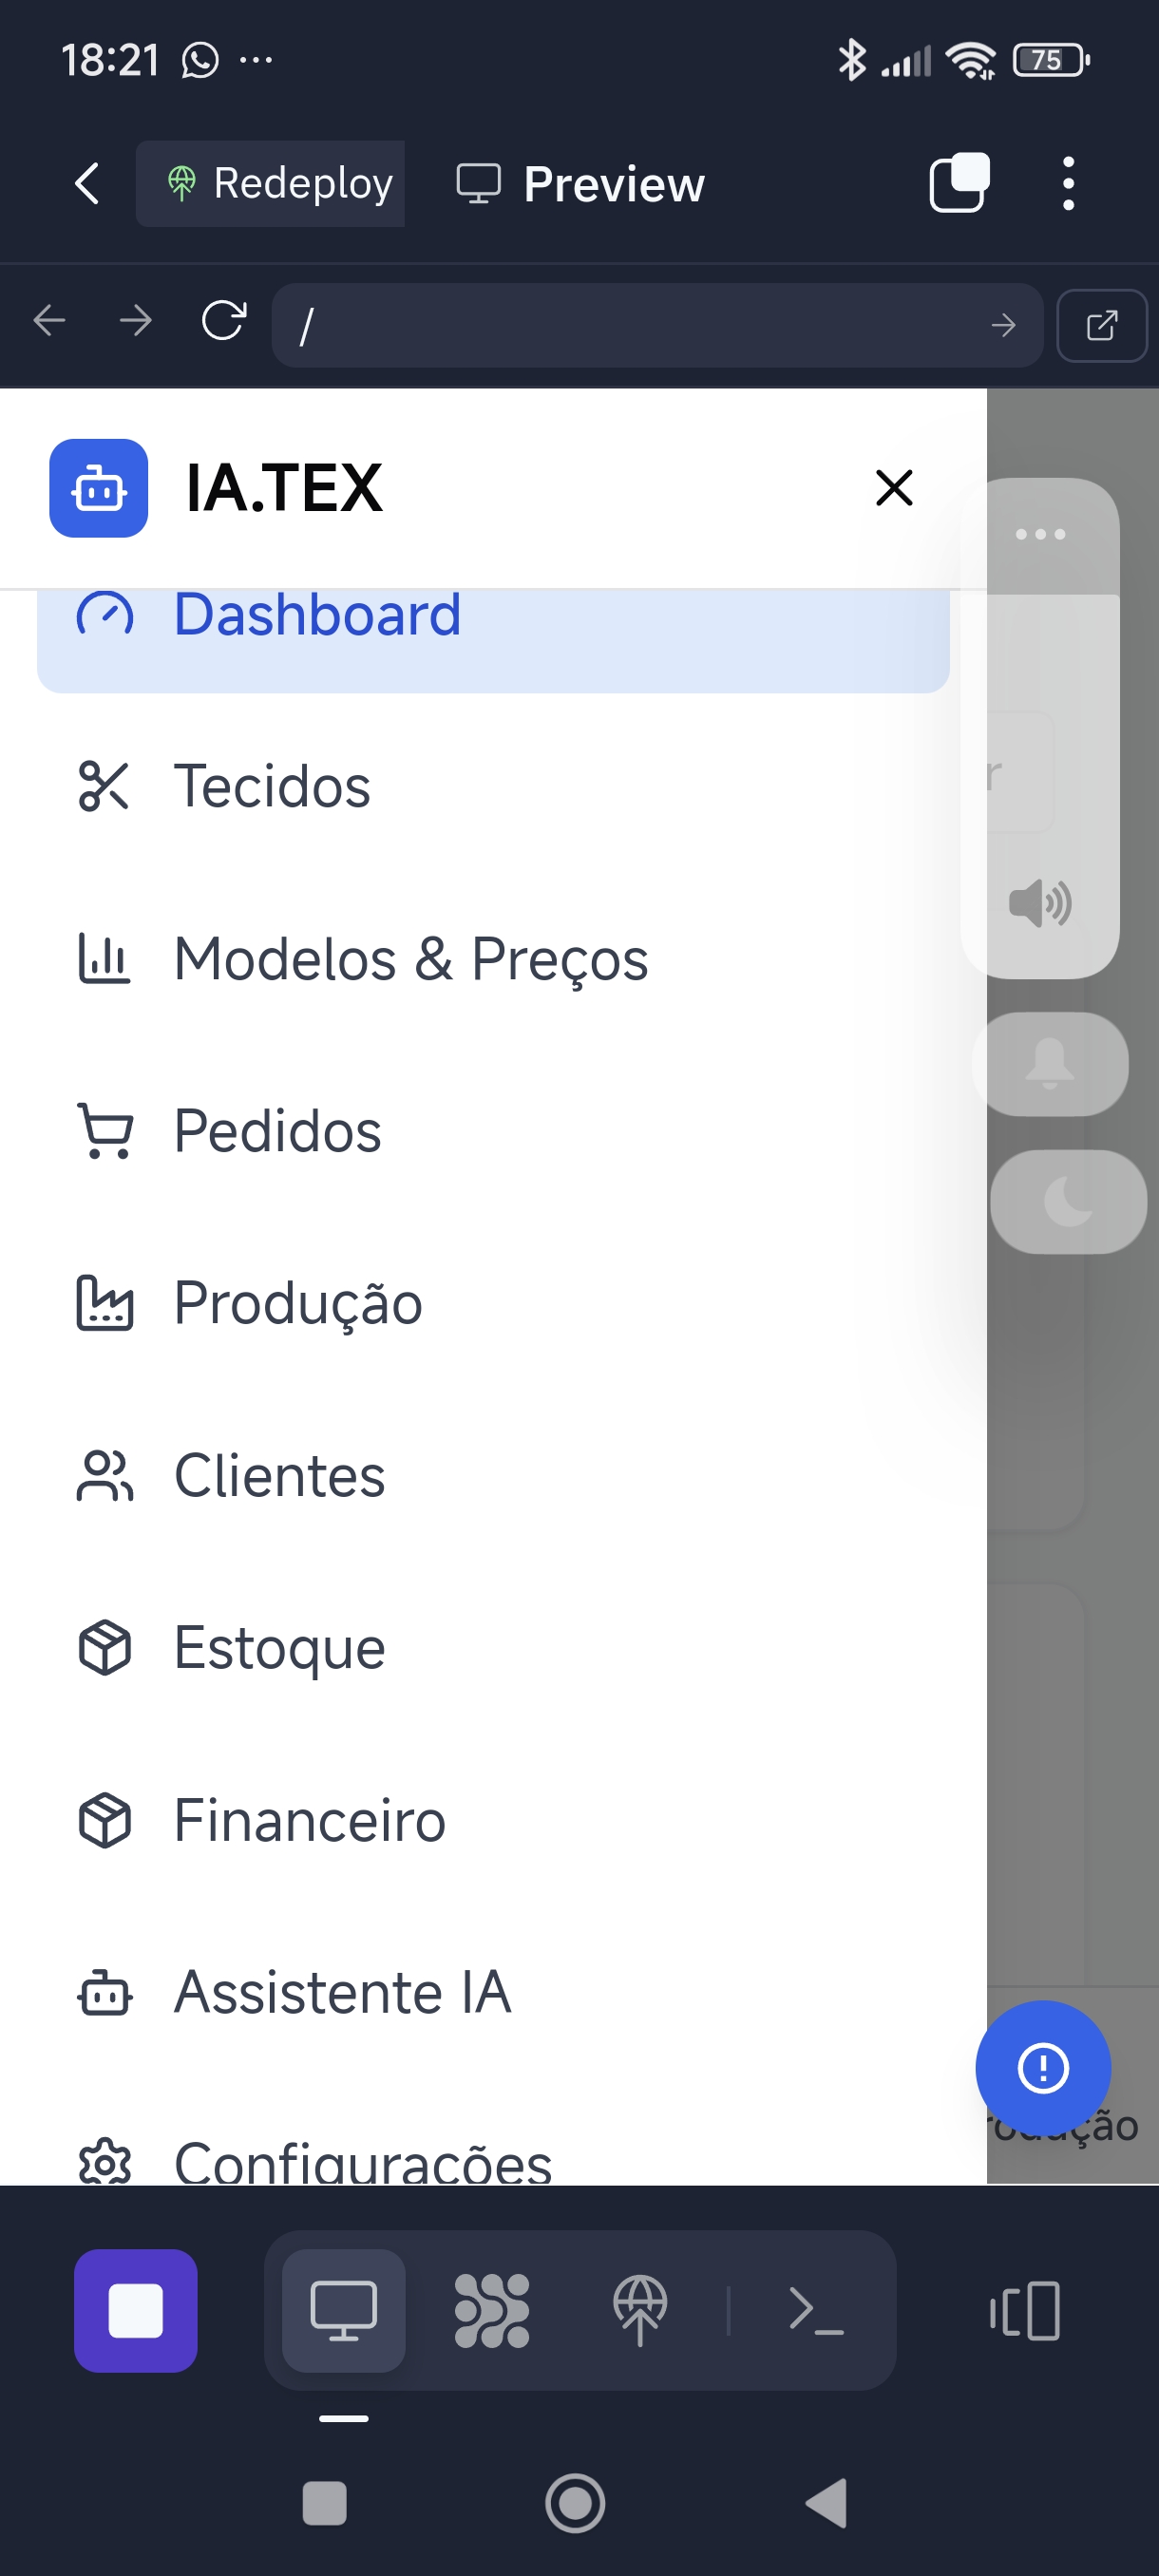 18:21
75
Redeploy
Preview
/
IA.TEX
Dashboard
Tecidos
r
Modelos & Preços
Pedidos
Produção
Clientes
Estoque
Financeiro
Assistente IA
Configurações